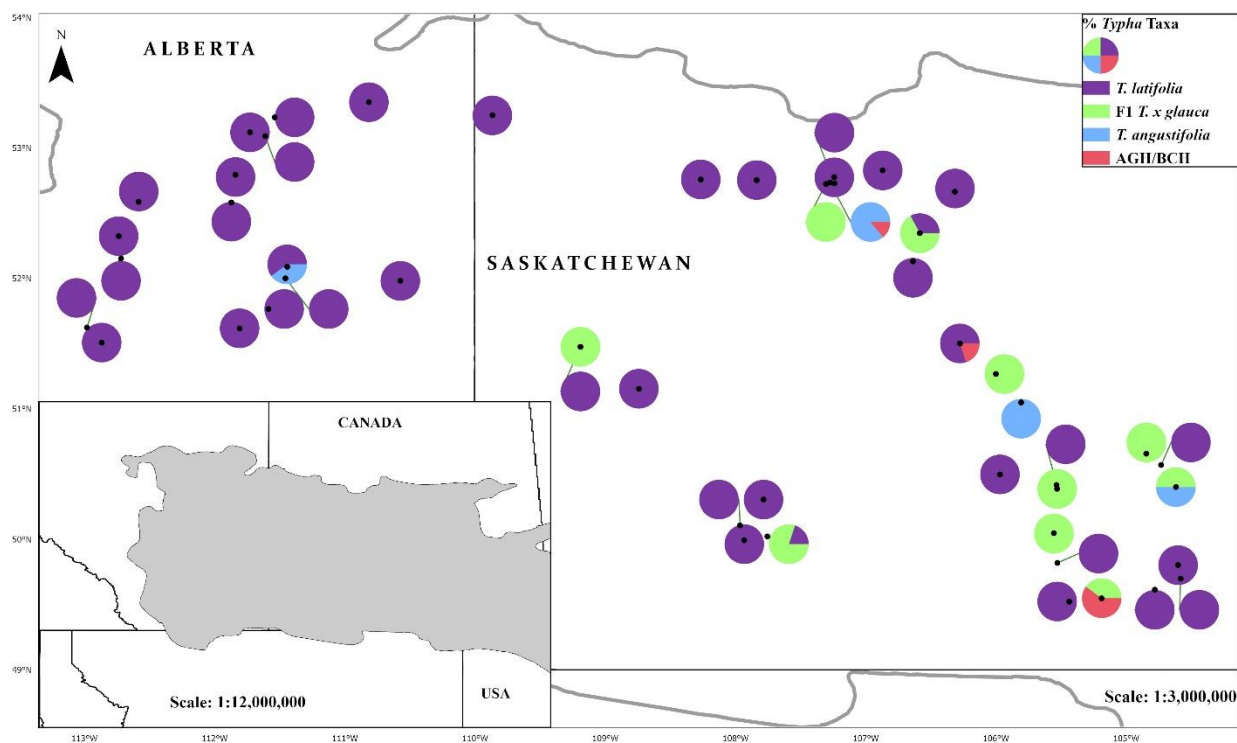 54°N
N
ALBERTA
% Typha Taxa
T. latifolia
F1 T. x glauca
T. angustifolia
AGH/BCH
53°N
52°N
SASKATCHEWAN
51°N
CANADA
50°N
49°N
USA
Scale: 1:12,000,000
Scale: 1:3,000,000
113°W
112°W
111°W
110°W
109°W
108°W
107°W
106°W
105°W